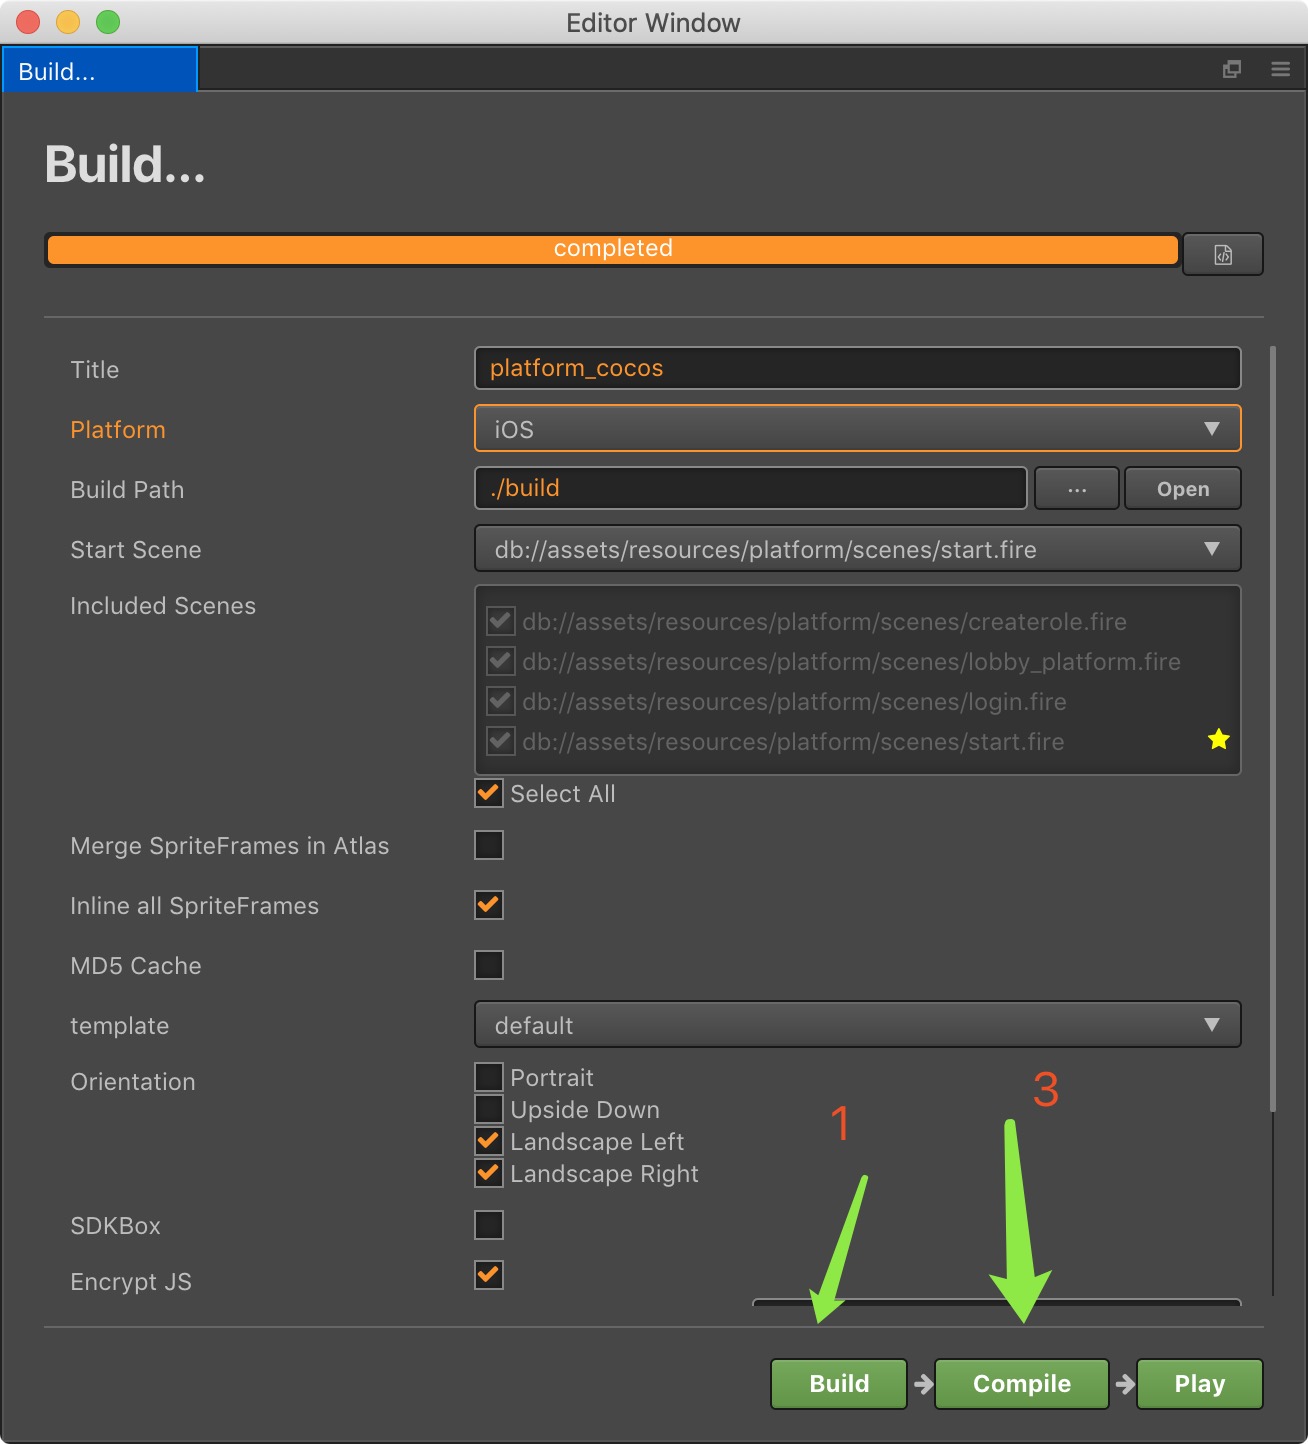 Editor Window
Build...
Build...
completed
Title
platform_cocos
Platform
iOS
Build Path
./build
...
Open
Start Scene
db://assets/resources/platform/scenes/start.fire
Included Scenes
db://assets/resources/platform/scenes/createrole.fire
db://assets/resources/platform/scenes/lobby_platform.fire
db://assets/resources/platform/scenes/login.fire
db://assets/resources/platform/scenes/start.fire
Select All
Merge SpriteFrames in Atlas
Inline all SpriteFrames
MD5 Cache
template
default
Orientation
Portrait
Upside Down
Landscape Left
Landscape Right
1
3
SDKBox
Encrypt JS
Build
Compile
Play